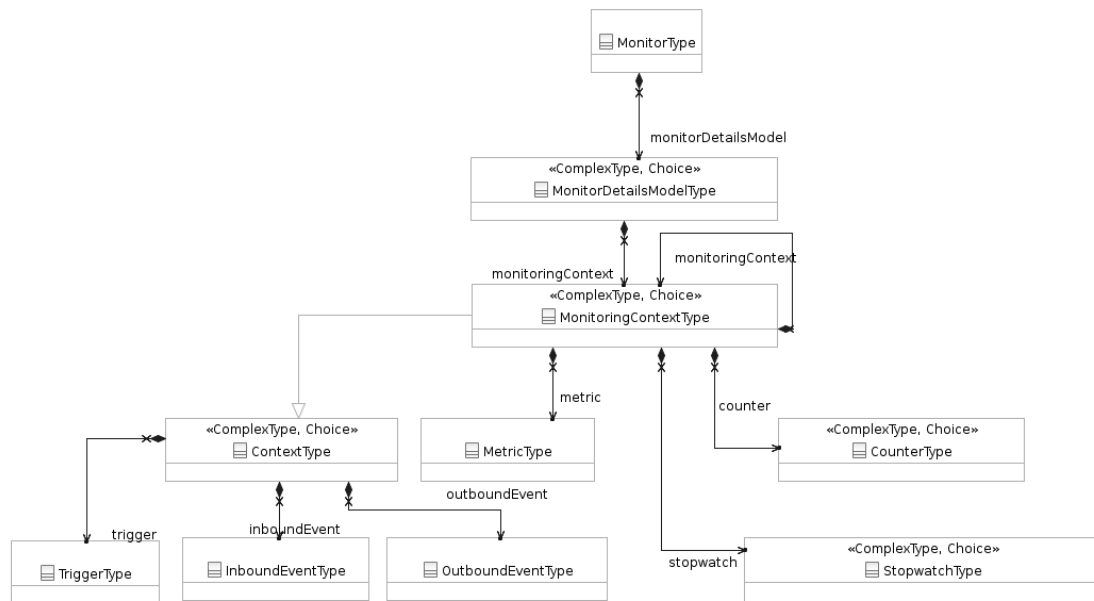 MonitorType
monitorDetailsModel
«ComplexType, Choice»
MonitorDetailsModelType
monitoringContext
monitoringContext
«ComplexType, Choice»
MonitoringContextType
metric
counter
«ComplexType, Choice»
ContextType
MetricType
«ComplexType, Choice»
CounterType
outboundEvent
trigger
inboundEvent
stopwatch
TriggerType
InboundEventType
OutboundEventType
«ComplexType, Choice»
StopwatchType